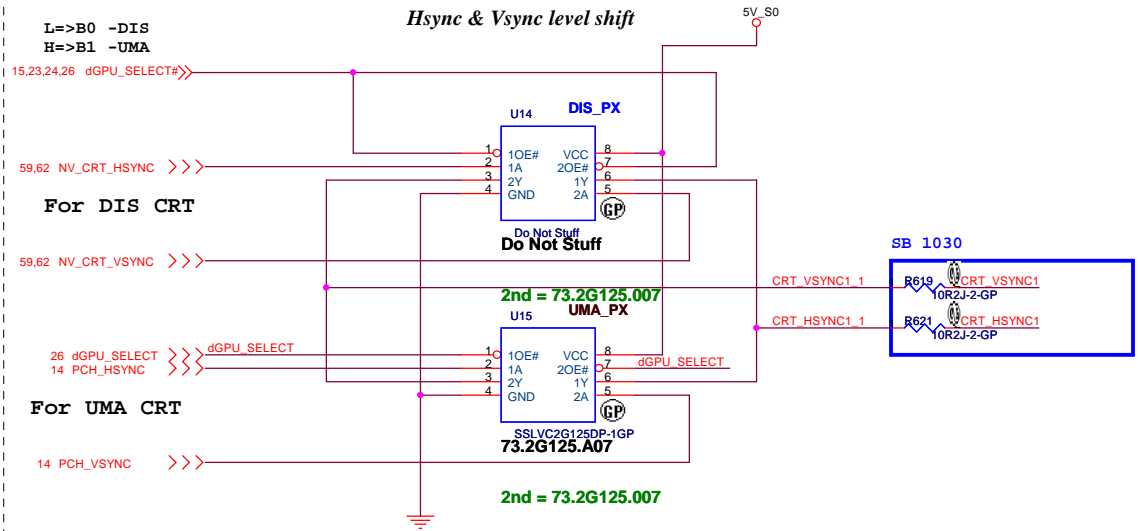 Hsync & Vsync level shift
5V_S0
L=>B0 -DIS
H=>B1 -UMA
15,23,24,26 dGPU_SELECT#
U14
DIS_PX
1 1OE# VCC 8
2 1A 2OE# 7
3 2Y 1Y 6
4 GND 2A 5
GP
59,62 NV_CRT_HSYNC
For DIS CRT
Do Not Stuff
Do Not Stuff
59,62 NV_CRT_VSYNC
SB 1030
CRT_VSYNC1_1 R619 CRT_VSYNC1
10R2J-2-GP
CRT_HSYNC1_1 R621 CRT_HSYNC1
10R2J-2-GP
2nd = 73.2G125.007
UMA_PX
U15
26 dGPU_SELECT dGPU_SELECT
14 PCH_HSYNC
1 1OE# VCC 8
2 1A 2OE# 7 dGPU_SELECT
3 2Y 1Y 6
4 GND 2A 5
GP
For UMA CRT
SSLVC2G125DP-1GP
73.2G125.A07
14 PCH_VSYNC
2nd = 73.2G125.007